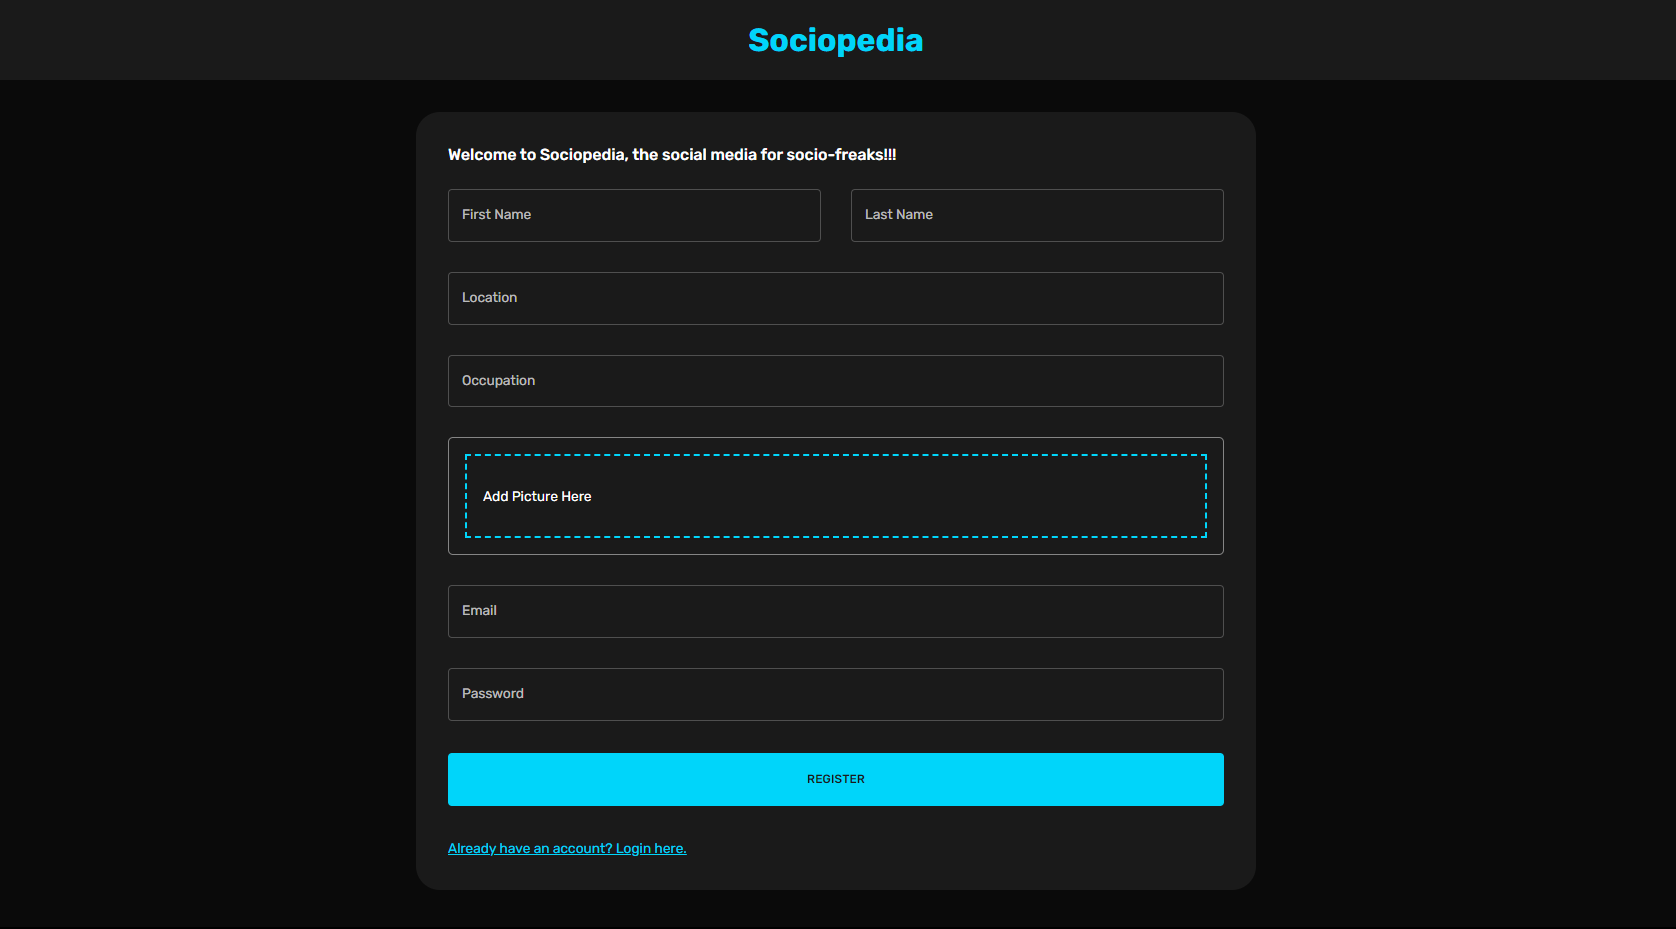 Sociopedia
Welcome to Sociopedia, the social media for socio-freaks!!!
First Name
Last Name
Location
Occupation
Add Picture Here
Email
Password
REGISTER
Already have an account? Login here.